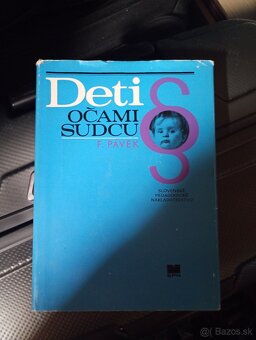 Deti
OČAMI
SUDCU
F. PÁVEK
SLOVENSKÉ
PEDAGOGICKÉ
NAKLADATEĽSTVO
Bazos.sk